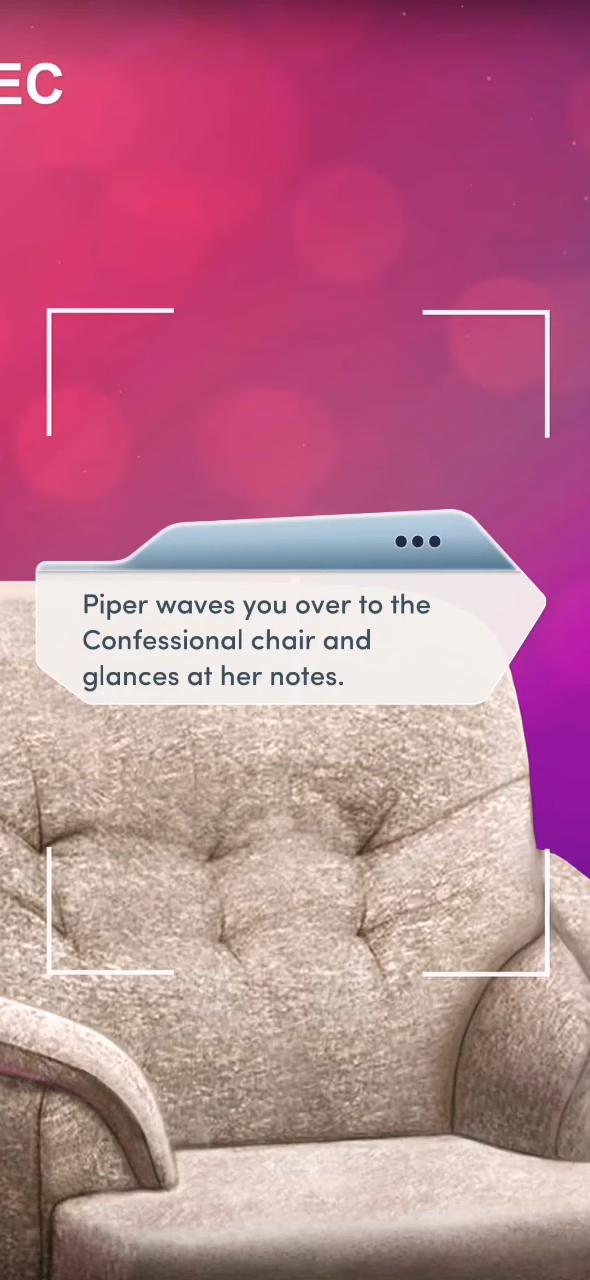 EC
Piper waves you over to the
Confessional chair and
glances at her notes.